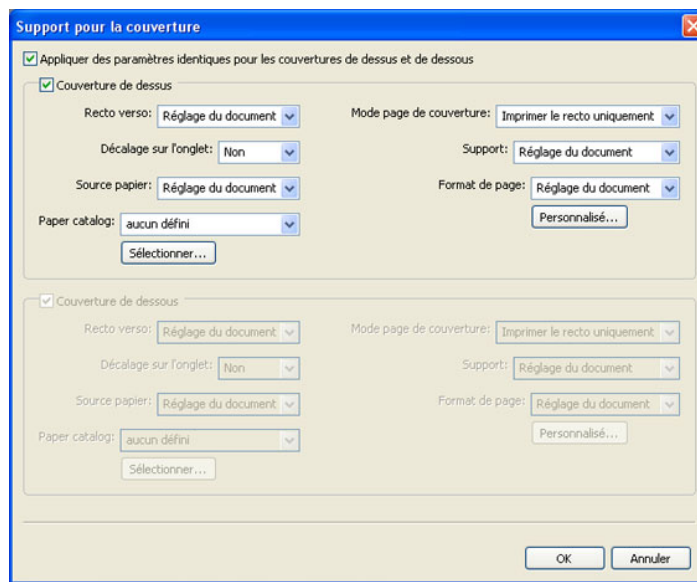 Support pour la couverture
Appliquer des paramètres identiques pour les couvertures de dessus et de dessous
Couverture de dessus
Recto verso: Réglage du document Mode page de couverture: Imprimer le recto uniquement
Décalage sur l'onglet: Non Support: Réglage du document
Source papier: Réglage du document Format de page: Réglage du document
Paper catalog: aucun défini Personnalisé...
Sélectionner...
Couverture de dessous
Recto verso: Réglage du document Mode page de couverture: Imprimer le recto uniquement
Décalage sur l'onglet: Non Support: Réglage du document
Source papier: Réglage du document Format de page: Réglage du document
Paper catalog: aucun défini Personnalisé...
Sélectionner...
OK Annuler